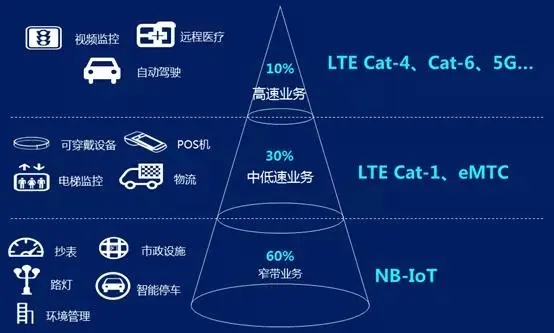 视频监控
远程医疗
自动驾驶
10%
高速业务
LTE Cat-4、Cat-6、5G...
可穿戴设备
POS机
电梯监控
物流
30%
中低速业务
LTE Cat-1、eMTC
抄表
市政设施
路灯
智能停车
环境管理
60%
窄带业务
NB-IoT